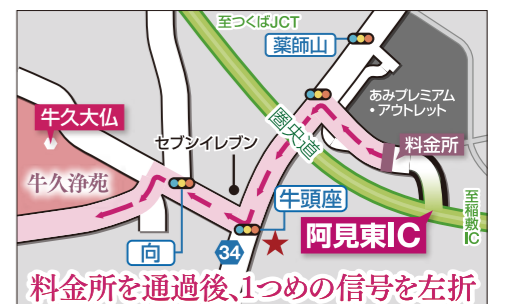 至つくばJCT
薬師山
あみプレミアム
・アウトレット
牛久大仏
圏央道
料金所
セブンイレブン
牛久浄苑
牛頭座
至稲敷IC
阿見東IC
向
34
料金所を通過後、1つめの信号を左折